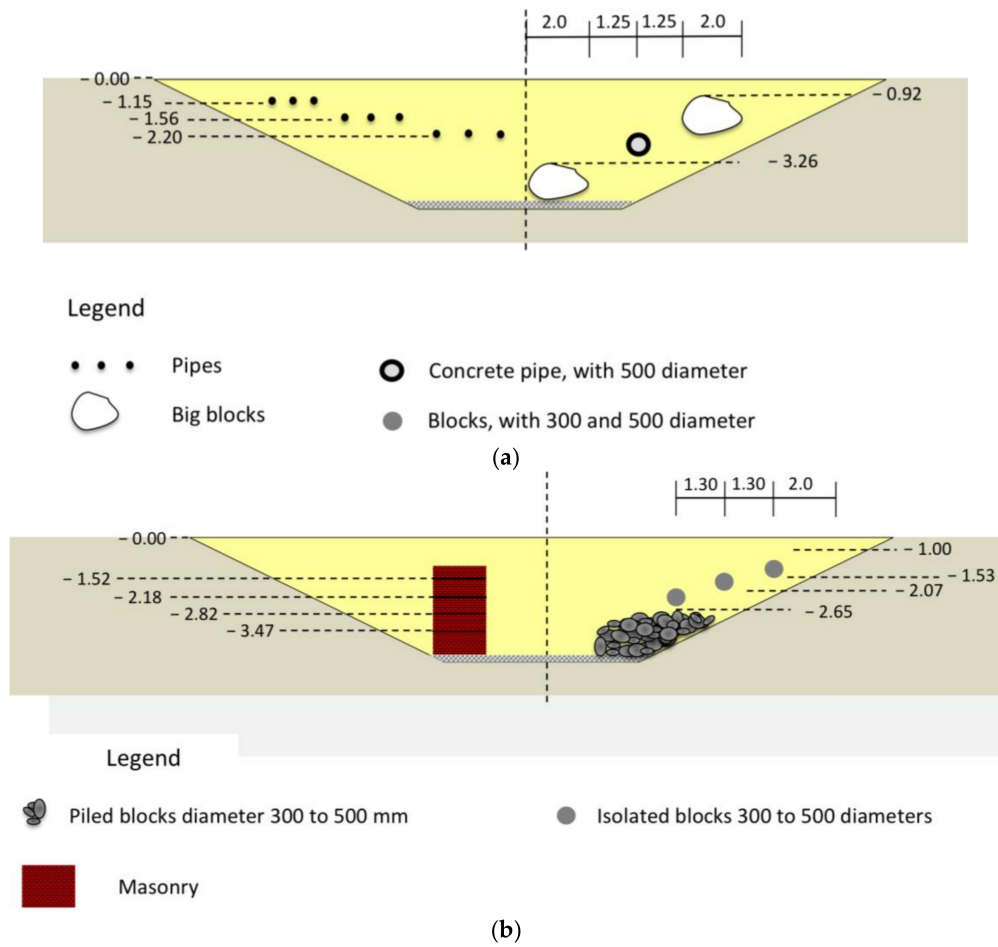 2.0 1.25 1.25 2.0
– 0.00
– 1.15
– 1.56
– 2.20
– 0.92
– 3.26
Legend
Pipes
Concrete pipe, with 500 diameter
Big blocks
Blocks, with 300 and 500 diameter
(a)
1.30 1.30 2.0
– 0.00
– 1.00
– 1.52
– 1.53
– 2.18
– 2.07
– 2.82
– 2.65
– 3.47
Legend
Piled blocks diameter 300 to 500 mm
Isolated blocks 300 to 500 diameters
Masonry
(b)